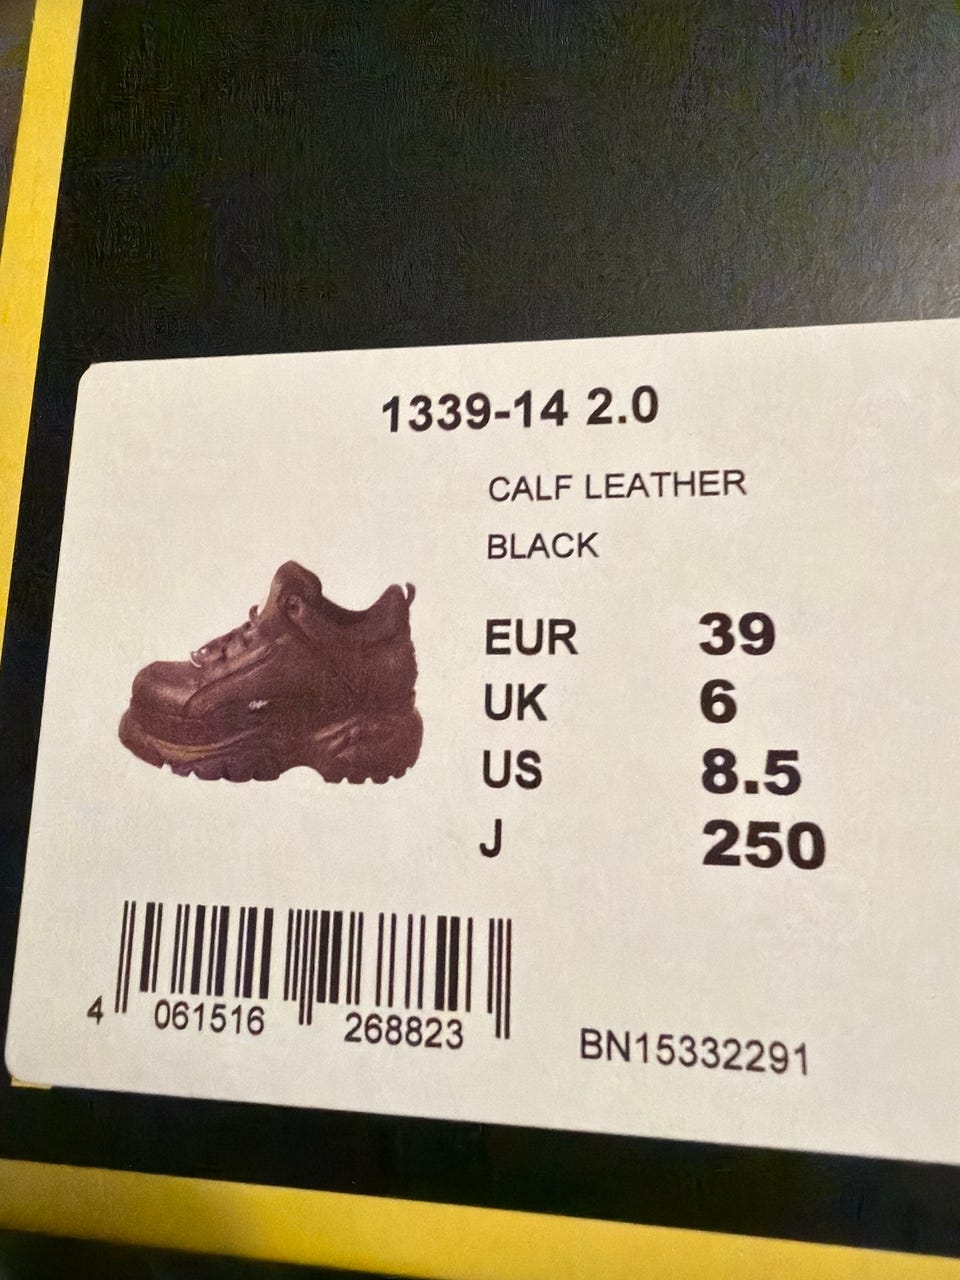 1339-14 2.0
CALF LEATHER
BLACK
EUR 39
UK 6
US 8.5
J 250
4 061516 268823
BN15332291